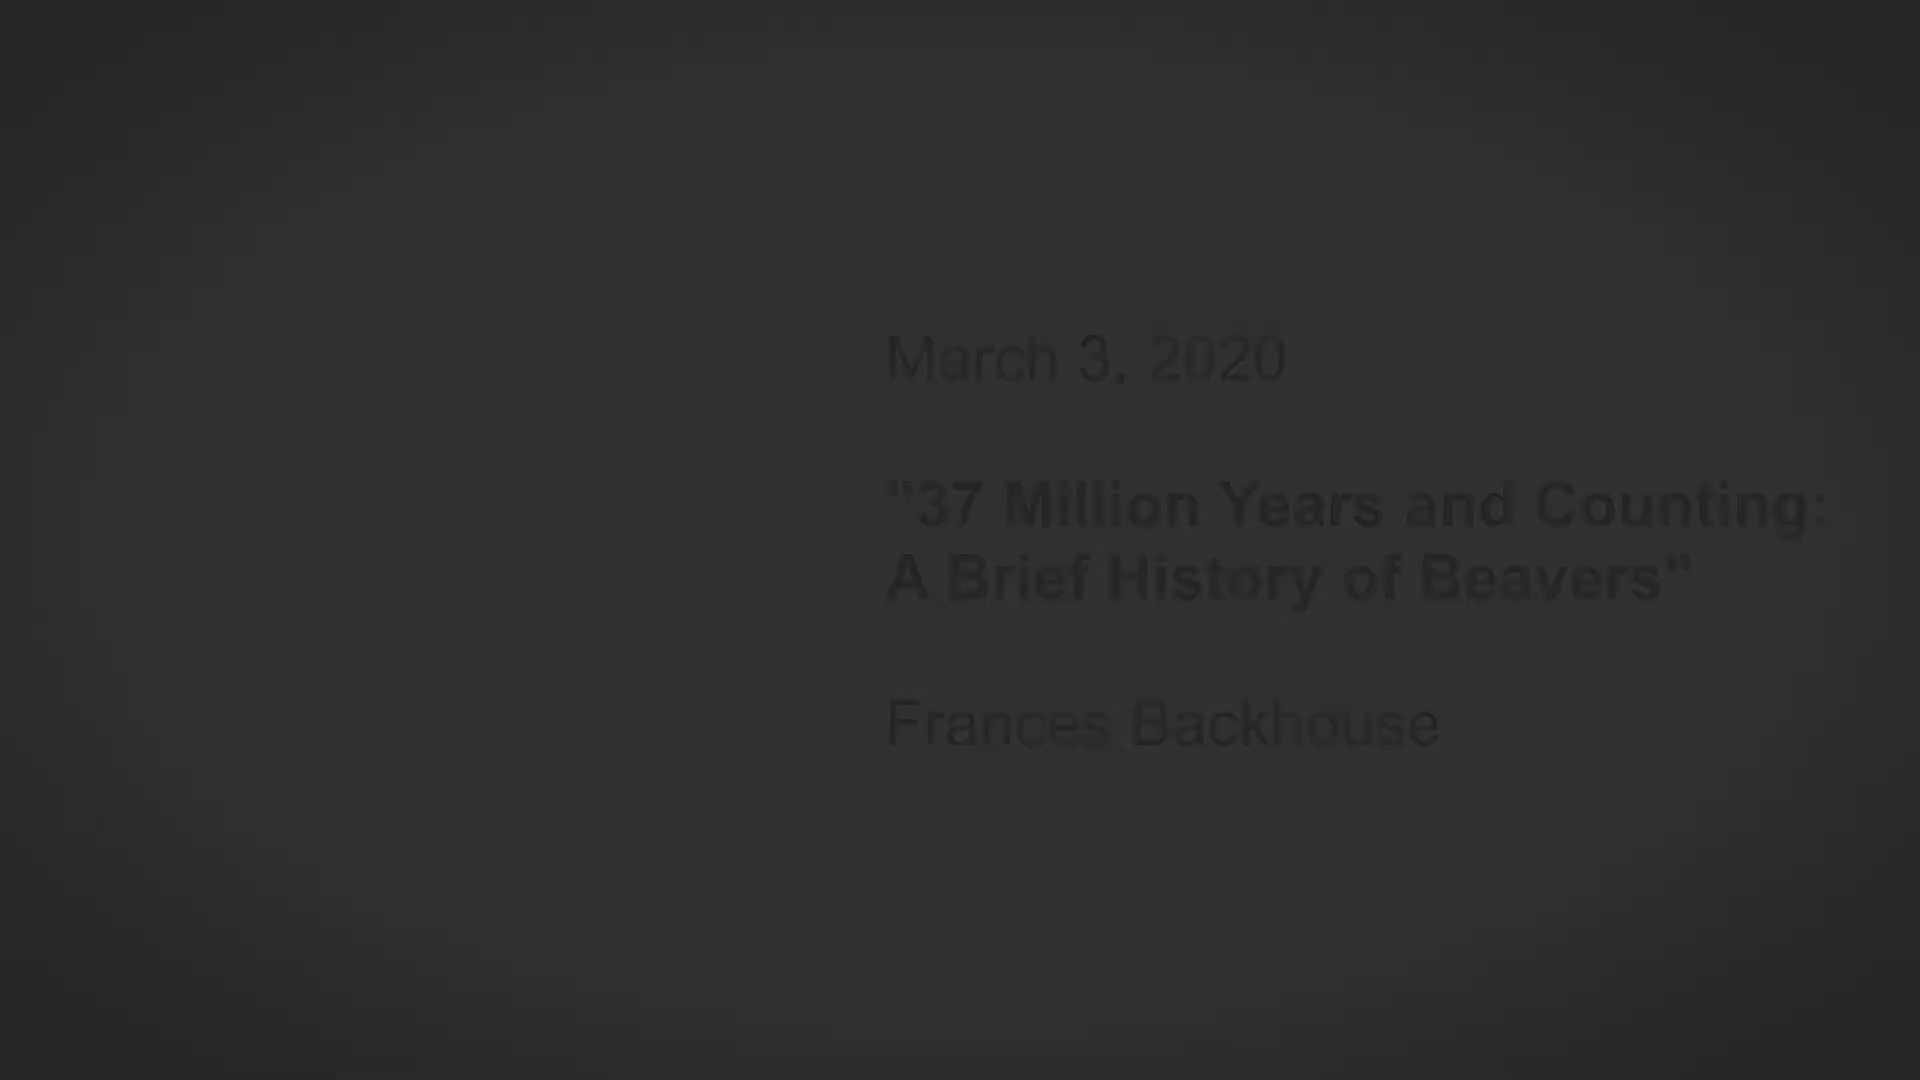 March 3, 2020
"37 Million Years and Counting:
A Brief History of Beavers"
Frances Backhouse